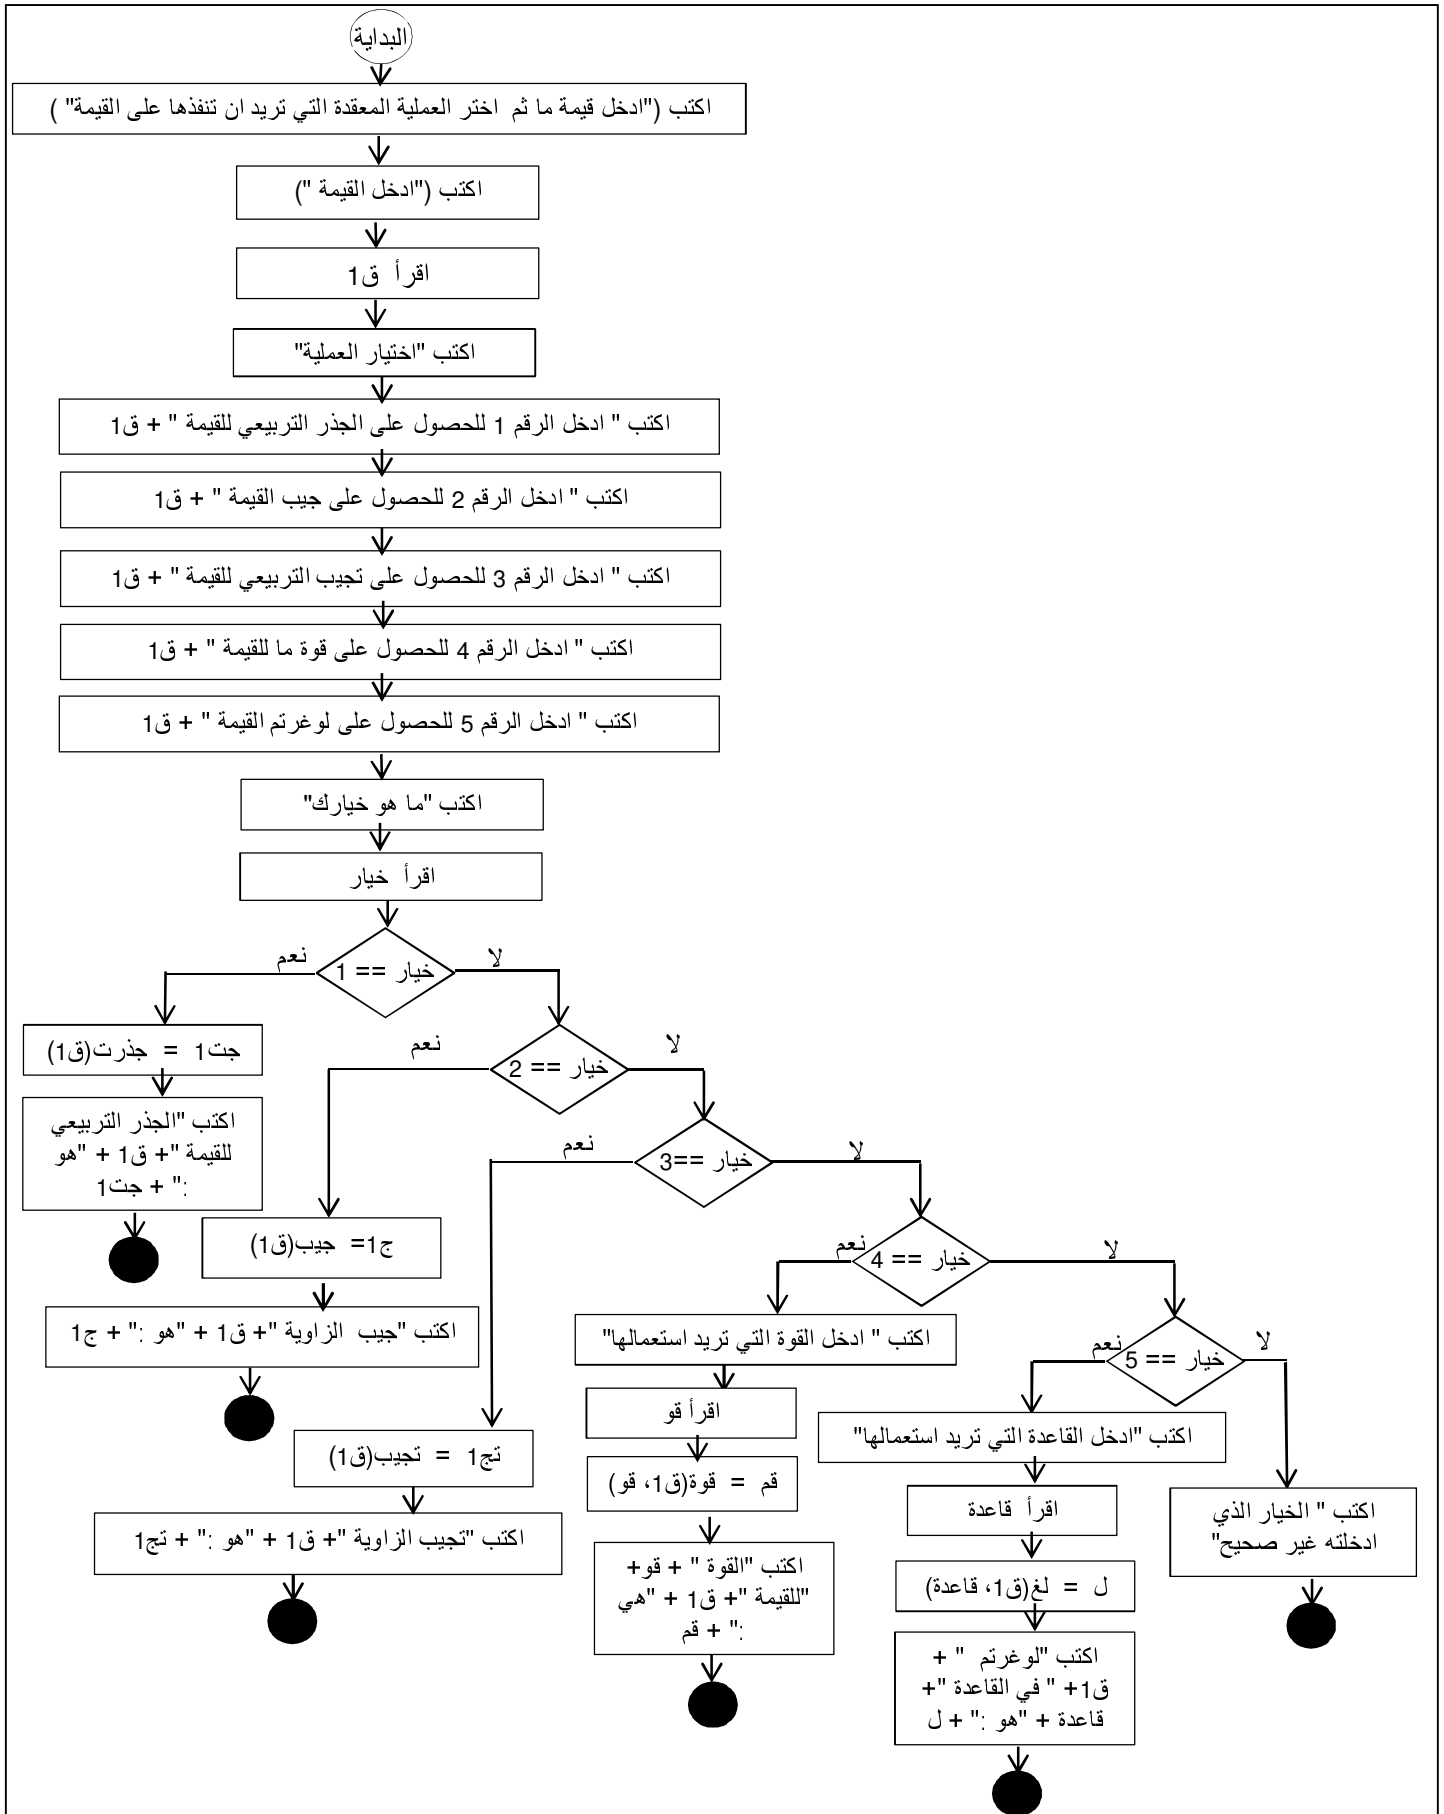 البداية
اكتب ("ادخل قيمة ما ثم اختر العملية المعقدة التي تريد ان تنفذها على القيمة" )
اكتب ("ادخل القيمة ")
اقرأ ق1
اكتب "اختيار العملية"
اكتب " ادخل الرقم 1 للحصول على الجذر التربيعي للقيمة " + ق1
اكتب " ادخل الرقم 2 للحصول على جيب القيمة " + ق1
اكتب " ادخل الرقم 3 للحصول على تجيب التربيعي للقيمة " + ق1
اكتب " ادخل الرقم 4 للحصول على قوة ما للقيمة " + ق1
اكتب " ادخل الرقم 5 للحصول على لوغرتم القيمة " + ق1
اكتب "ما هو خيارك"
اقرأ خيار
خيار == 1
نعم
لا
جت1 = جذرت(ق1)
اكتب "الجذر التربيعي
للقيمة "+ ق1 + "هو
:" + جت1
خيار == 2
نعم
لا
ج1= جيب(ق1)
اكتب "جيب الزاوية "+ ق1 + "هو :" + ج1
خيار ==3
نعم
لا
تج1 = تجيب(ق1)
اكتب "تجيب الزاوية "+ ق1 + "هو :" + تج1
خيار == 4
نعم
لا
اكتب " ادخل القوة التي تريد استعمالها"
اقرأ قو
قم = قوة(ق1، قو)
اكتب "القوة " + قو+
"للقيمة "+ ق1 + "هي
:" + قم
خيار == 5
نعم
لا
اكتب "ادخل القاعدة التي تريد استعمالها"
اقرأ قاعدة
ل = لغ(ق1، قاعدة)
اكتب "لوغرتم " +
ق1+ " في القاعدة "+
قاعدة + "هو :" + ل
اكتب " الخيار الذي
ادخلته غير صحيح"